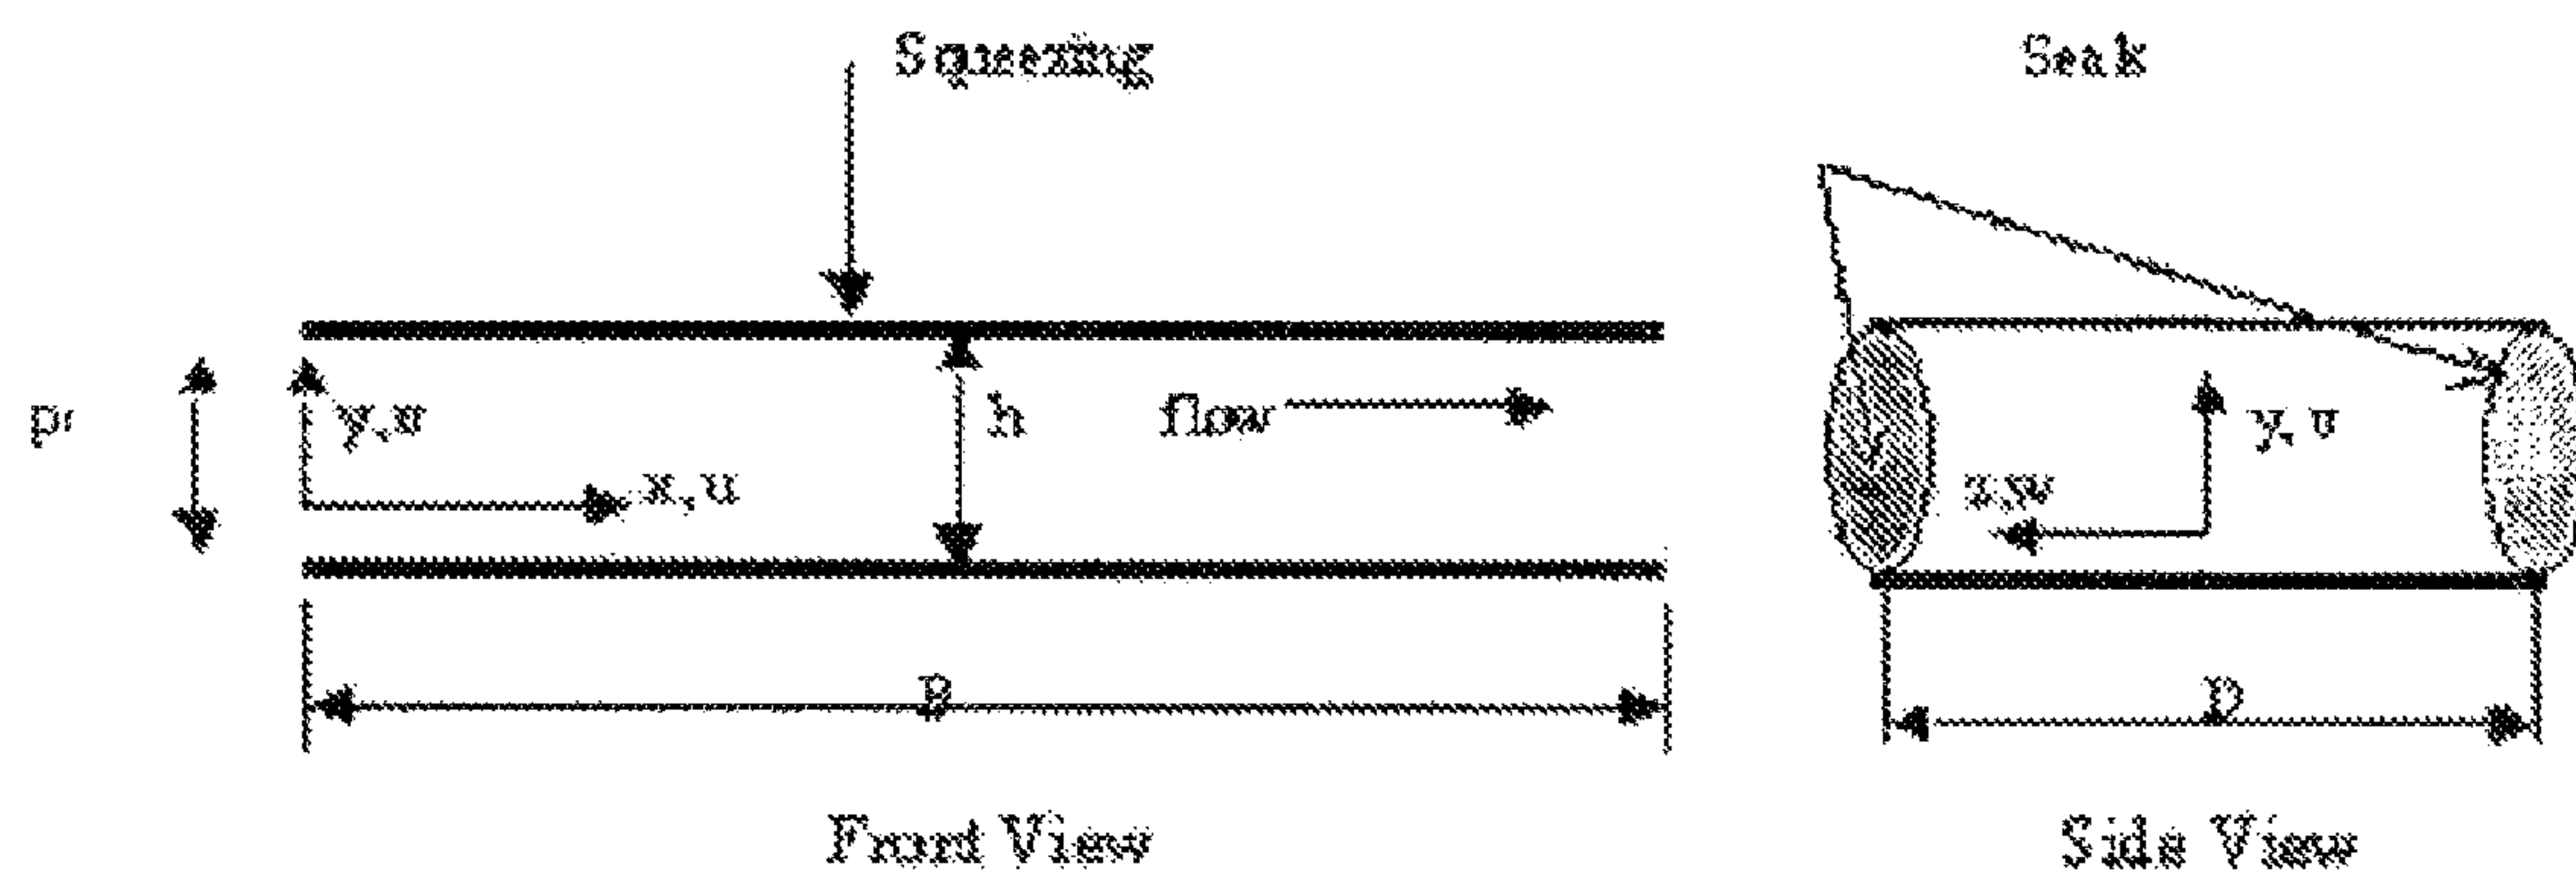 Squeezing
Seals
y,v
x,u
h
flow
y,v
z,w
B
D
Front View
Side View